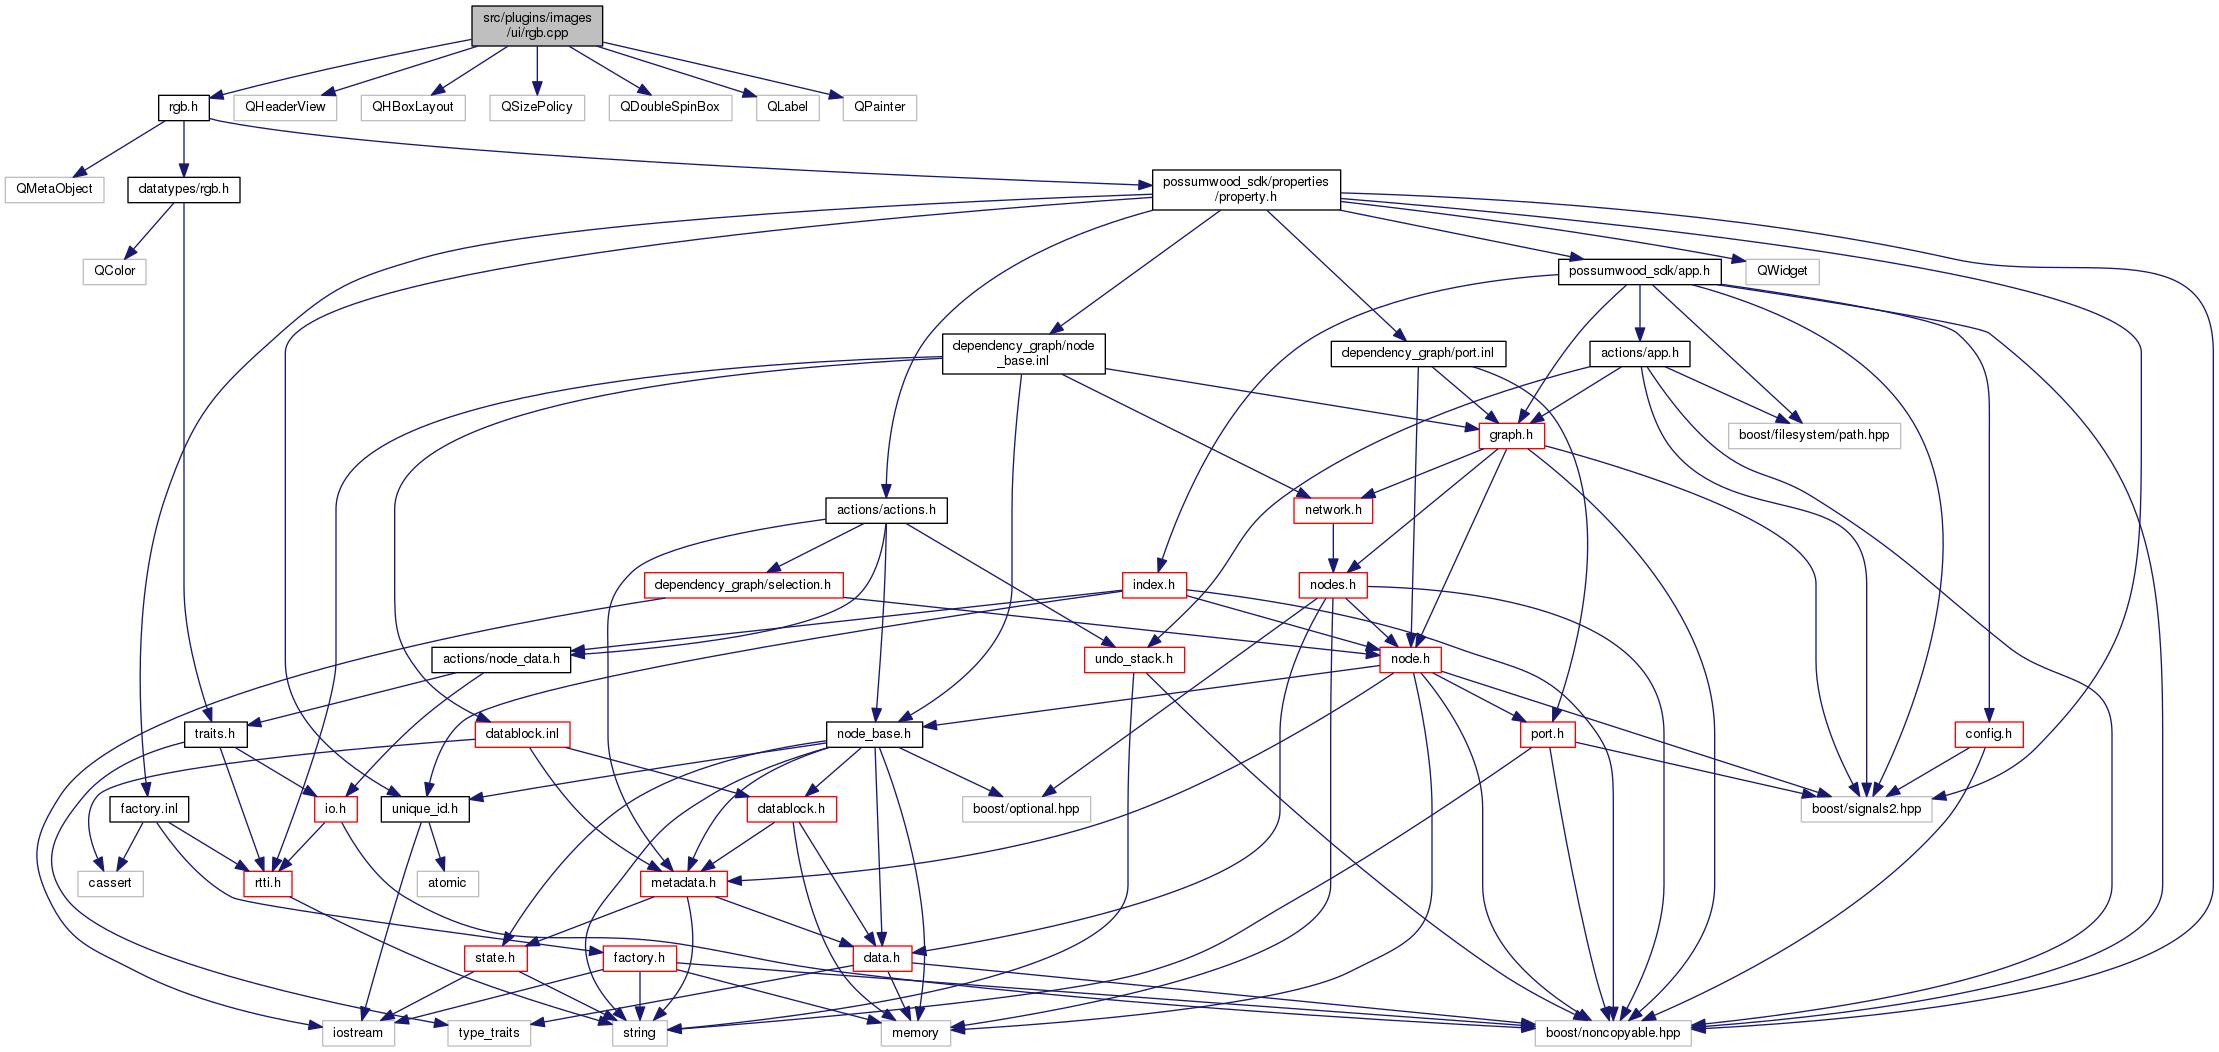 src/plugins/images
/ui/rgb.cpp
rgb.h
QHeaderView
QHBoxLayout
QSizePolicy
QDoubleSpinBox
QLabel
QPainter
QMetaObject
datatypes/rgb.h
possumwood_sdk/properties
/property.h
QColor
possumwood_sdk/app.h
QWidget
dependency_graph/node
_base.inl
dependency_graph/port.inl
actions/app.h
graph.h
boost/filesystem/path.hpp
actions/actions.h
network.h
dependency_graph/selection.h
index.h
nodes.h
actions/node_data.h
undo_stack.h
node.h
traits.h
datablock.inl
node_base.h
port.h
config.h
factory.inl
io.h
unique_id.h
datablock.h
boost/optional.hpp
boost/signals2.hpp
cassert
rtti.h
atomic
metadata.h
state.h
factory.h
data.h
iostream
type_traits
string
memory
boost/noncopyable.hpp